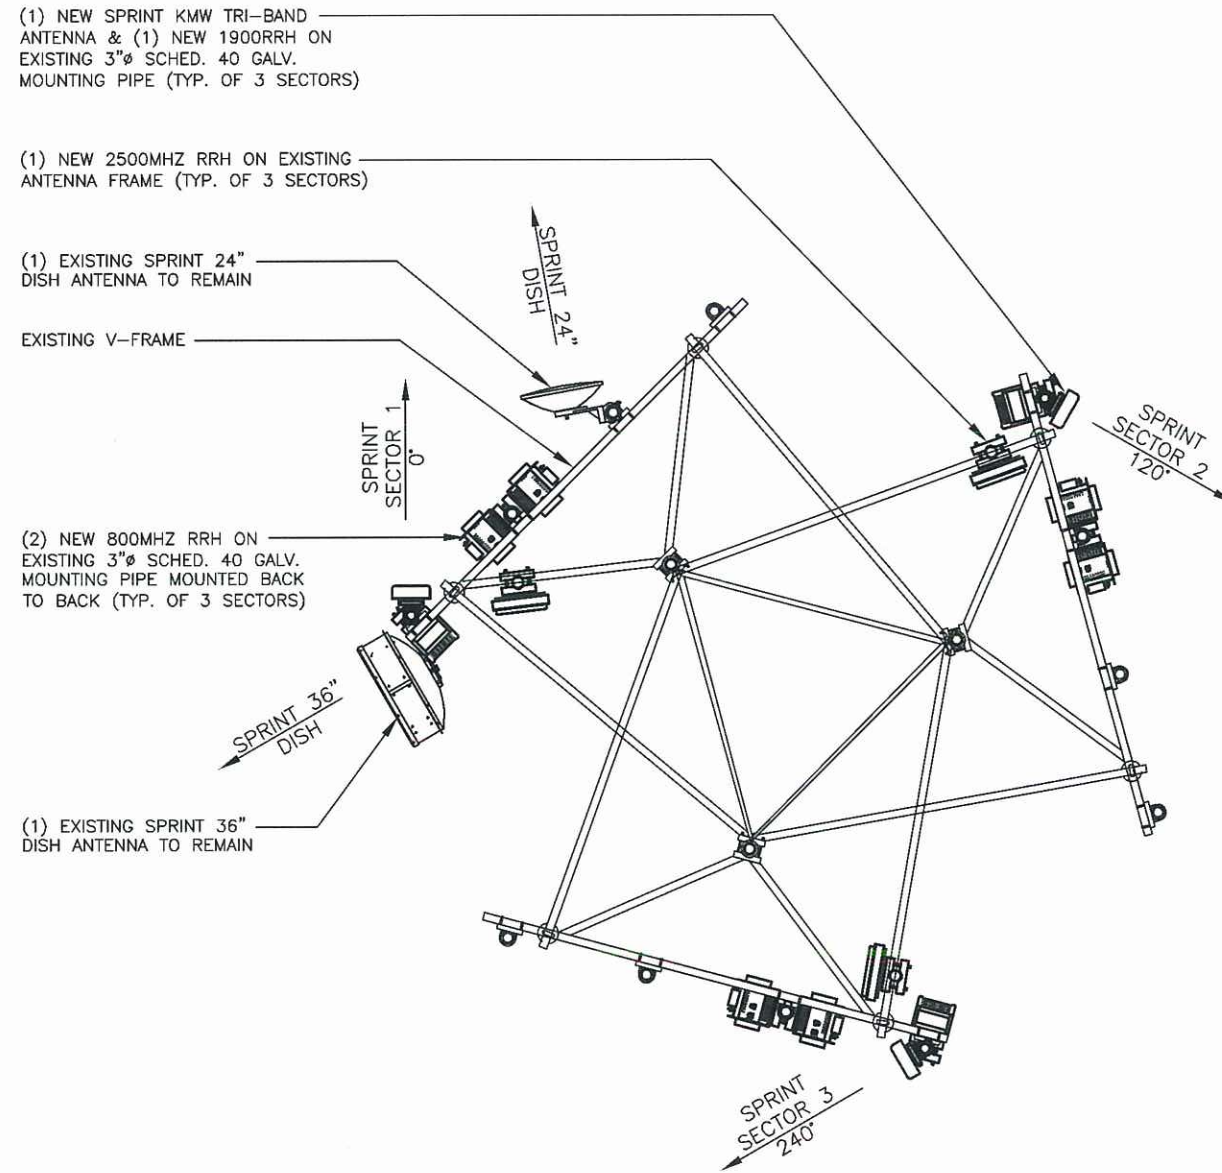 (1) NEW SPRINT KMW TRI-BAND
ANTENNA & (1) NEW 1900RRH ON
EXISTING 3"ø SCHED. 40 GALV.
MOUNTING PIPE (TYP. OF 3 SECTORS)
(1) NEW 2500MHZ RRH ON EXISTING
ANTENNA FRAME (TYP. OF 3 SECTORS)
(1) EXISTING SPRINT 24"
DISH ANTENNA TO REMAIN
SPRINT 24"
DISH
EXISTING V-FRAME
SPRINT
SECTOR 1
0°
SPRINT
SECTOR 2
120°
(2) NEW 800MHZ RRH ON
EXISTING 3"ø SCHED. 40 GALV.
MOUNTING PIPE MOUNTED BACK
TO BACK (TYP. OF 3 SECTORS)
SPRINT 36"
DISH
(1) EXISTING SPRINT 36"
DISH ANTENNA TO REMAIN
SPRINT
SECTOR 3
240°